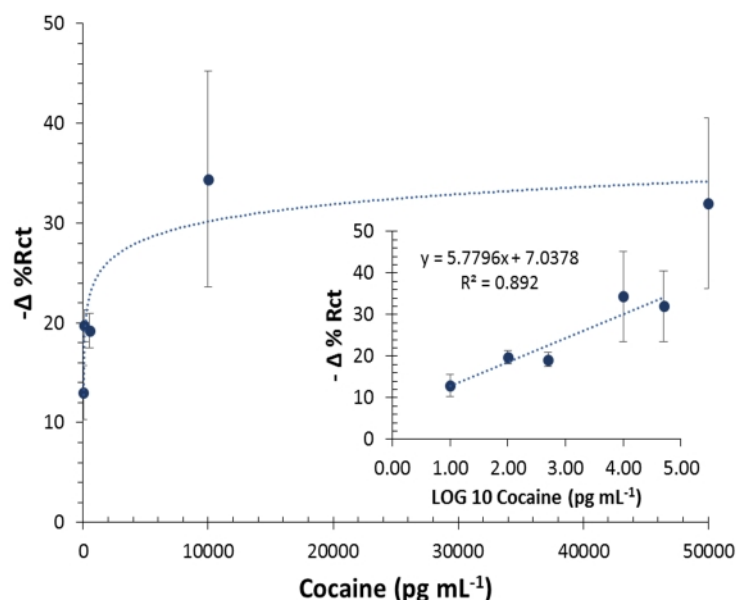 50
40
30
20
10
0
-Δ %Rct
0 10000 20000 30000 40000 50000
Cocaine (pg mL⁻¹)
50
40
30
20
10
0
- Δ % Rct
y = 5.7796x + 7.0378
R² = 0.892
0.00 1.00 2.00 3.00 4.00 5.00
LOG 10 Cocaine (pg mL⁻¹)